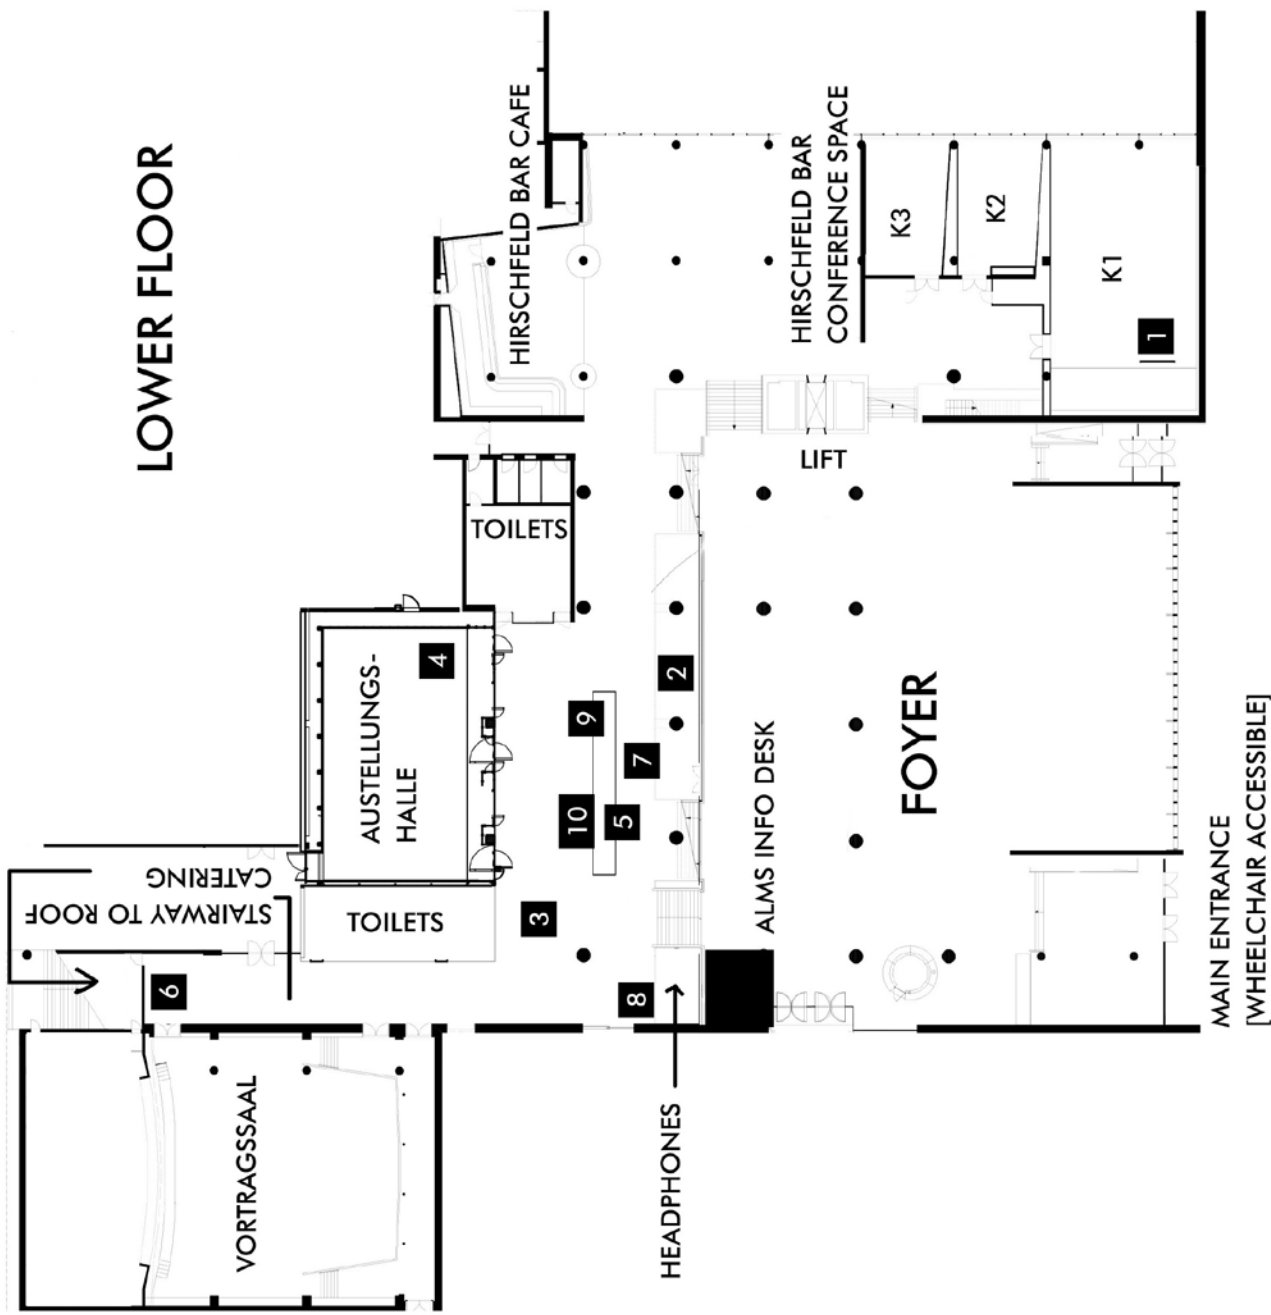 LOWER FLOOR
HIRSCHFELD BAR CAFE
HIRSCHFELD BAR
CONFERENCE SPACE
K3
K2
K1
1
LIFT
TOILETS
AUSTELLUNGS-
HALLE
4
2
9
7
10
5
3
TOILETS
STAIRWAY TO ROOF
CATERING
6
8
ALMS INFO DESK
FOYER
MAIN ENTRANCE
[WHEELCHAIR ACCESSIBLE]
HEADPHONES
VORTRAGSSAAL